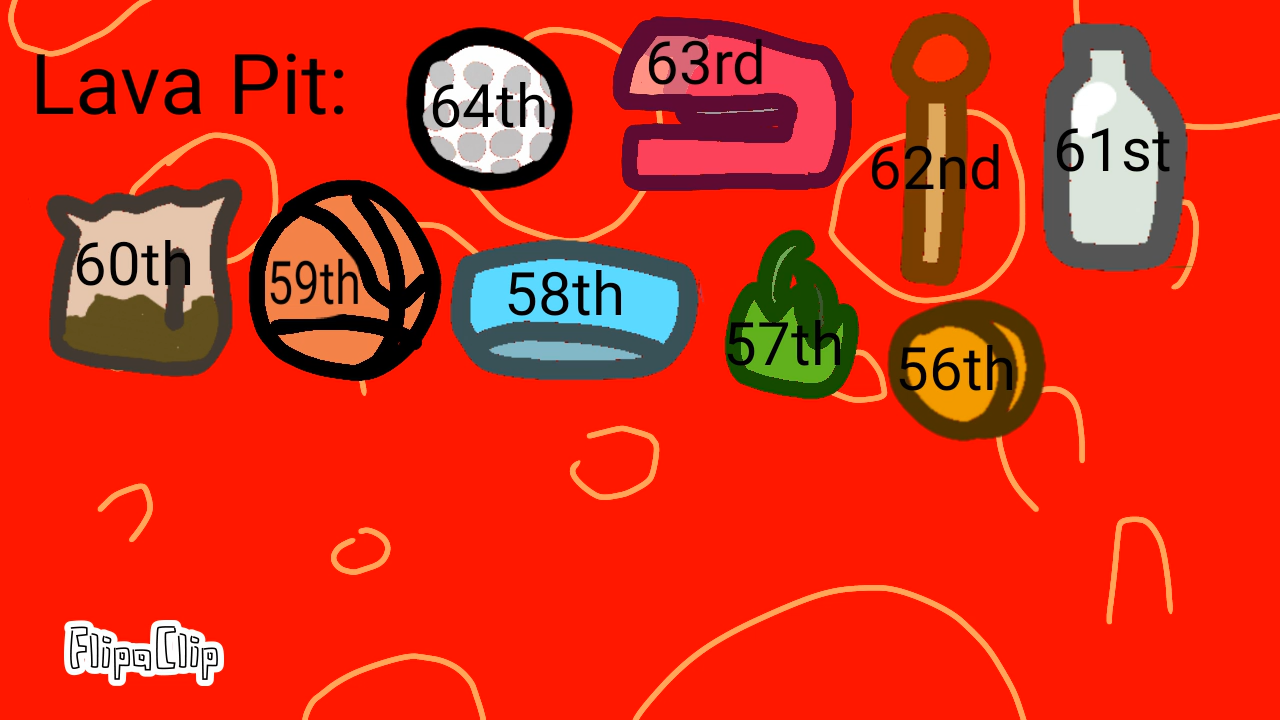 Lava Pit:
64th
63rd
62nd
61st
60th
59th
58th
57th
56th
FlipaClip